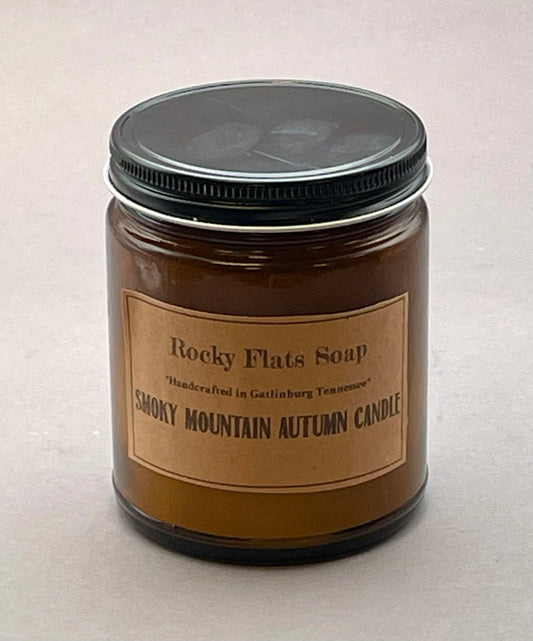 Rocky Flats Soap
"Handcrafted in Gatlinburg Tennessee"
SMOKY MOUNTAIN AUTUMN CANDLE